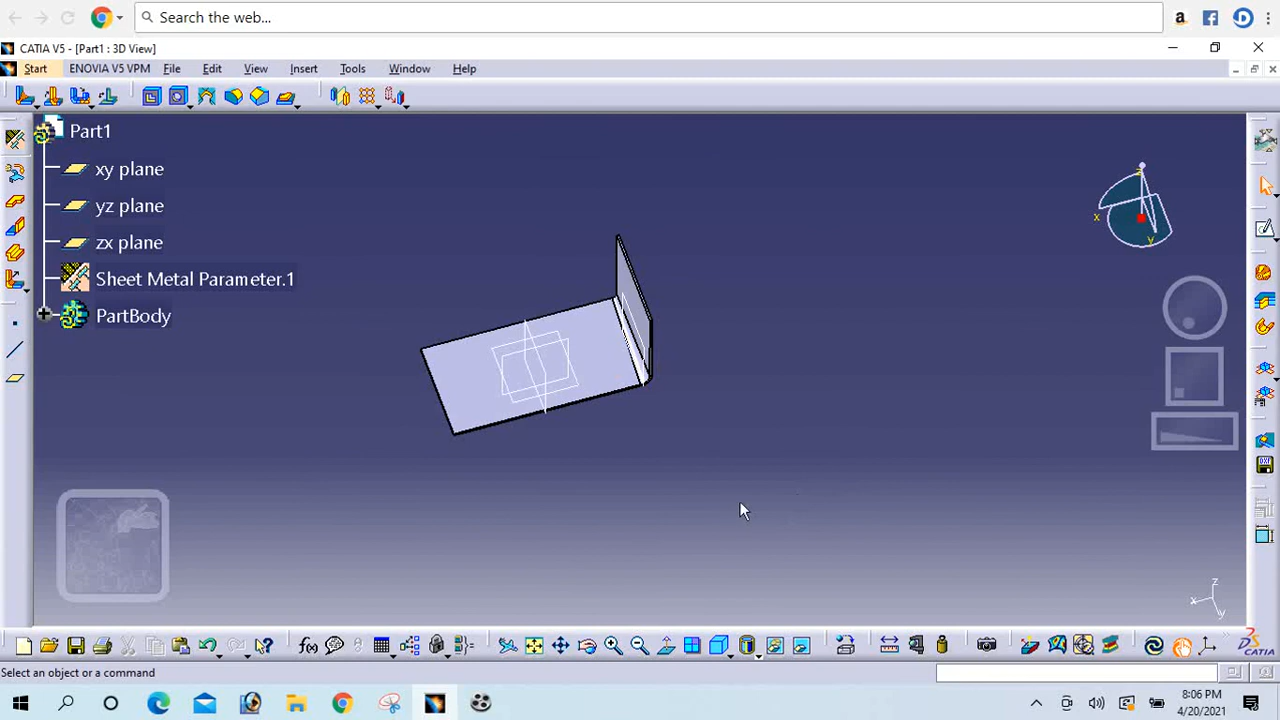 Search the web...
a
CATIA V5 - [Part1 : 3D View]
Start ENOVIA V5 VPM File Edit View Insert Tools Window Help
Part1
xy plane
yz plane
zx plane
Sheet Metal Parameter.1
PartBody
z
x
y
z
x
y
f(x)
CATIA
Select an object or a command
8:06 PM
4/20/2021